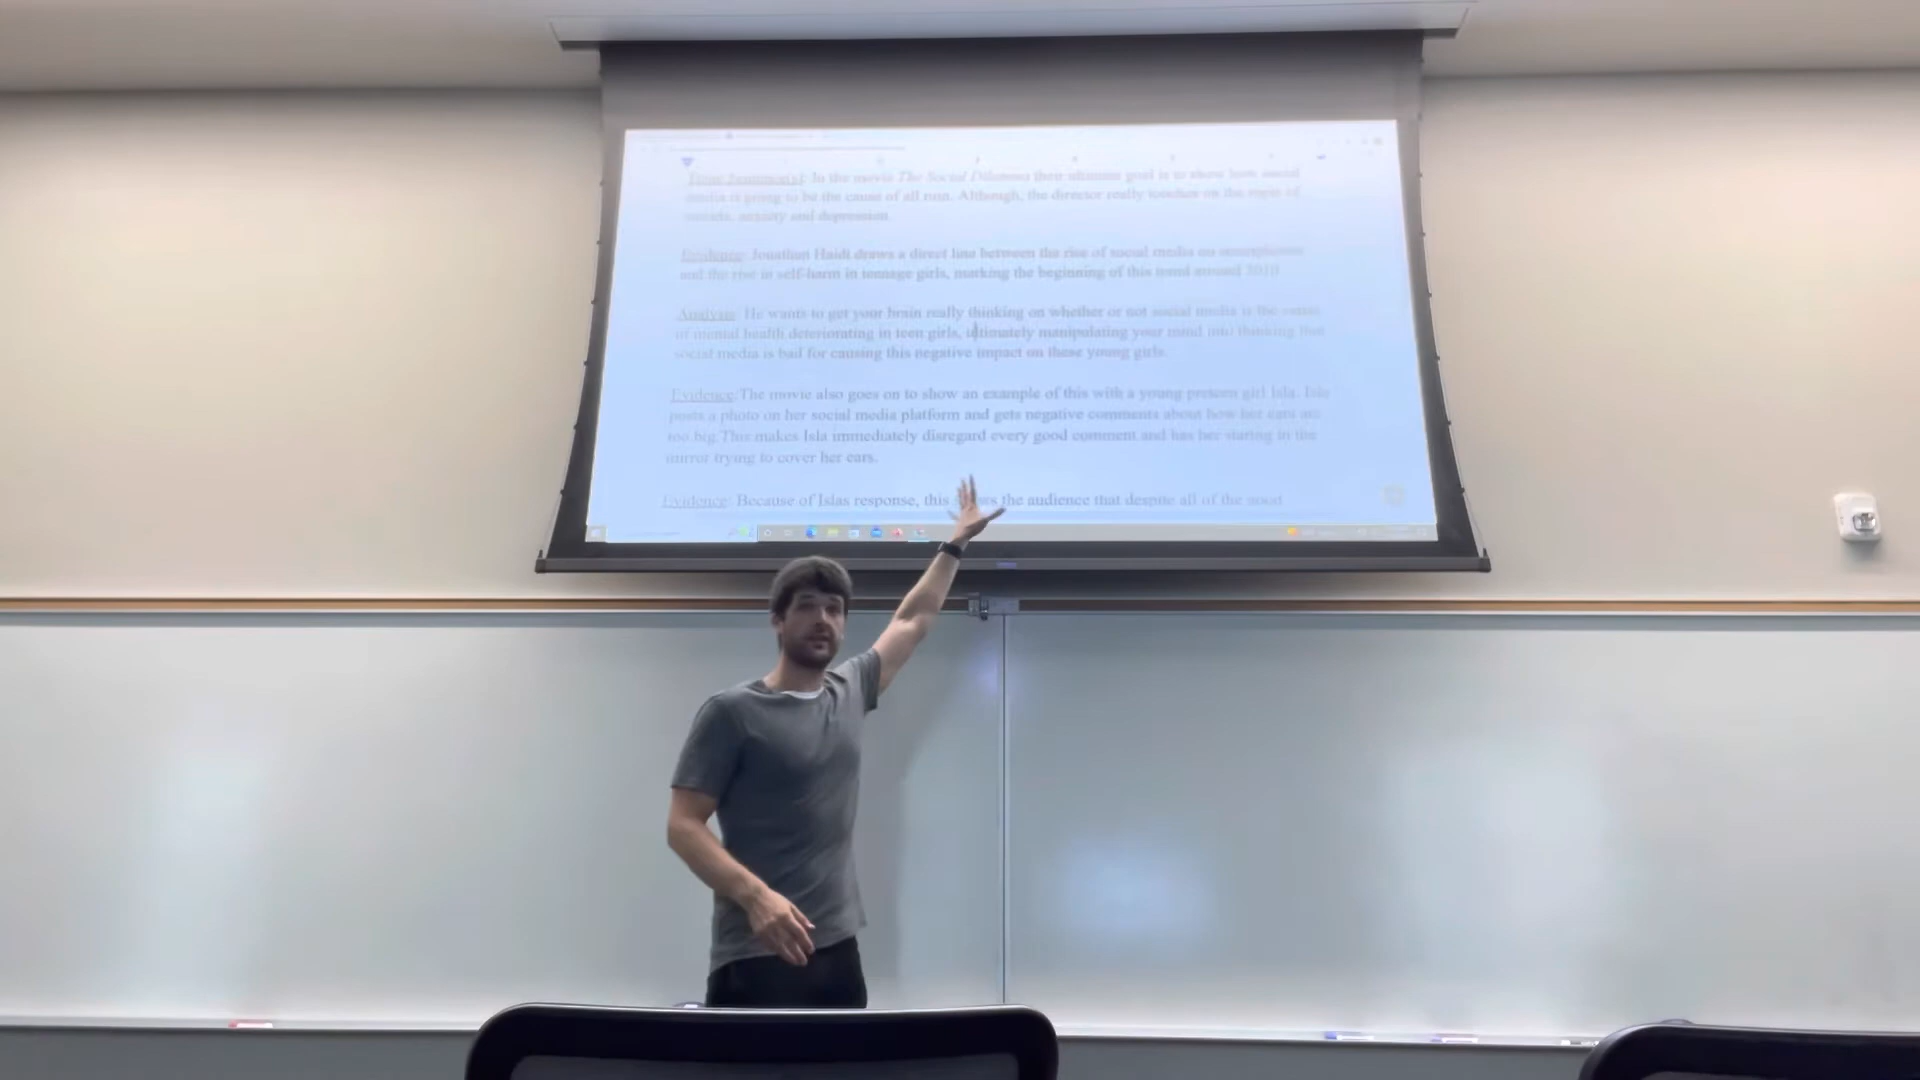 Topic Sentence(s): In the movie The Social Dilemma their ultimate goal is to show how social
media is going to be the cause of all ruin. Although, the director really touches on the topic of
suicide, anxiety and depression.
Evidence: Jonathan Haidt draws a direct line between the rise of social media on smartphones
and the rise in self-harm in teenage girls, marking the beginning of this trend around 2010
Analysis: He wants to get your brain really thinking on whether or not social media is the cause
of mental health deteriorating in teen girls, ultimately manipulating your mind into thinking that
social media is bad for causing this negative impact on these young girls.
Evidence:The movie also goes on to show an example of this with a young preteen girl Isla. Isla
posts a photo on her social media platform and gets negative comments about how her ears are
too big.This makes Isla immediately disregard every good comment and has her staring in the
mirror trying to cover her ears.
Evidence: Because of Islas response, this the audience that despite all of the good